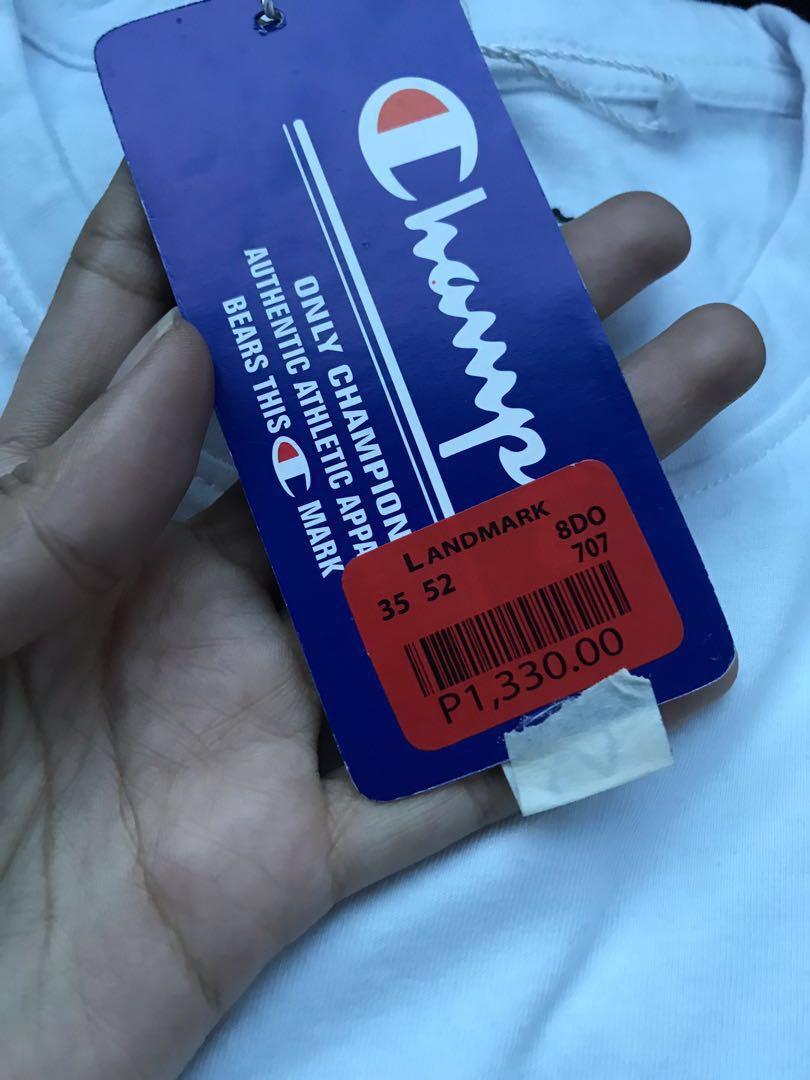 Champ
ONLY CHAMPION
AUTHENTIC ATHLETIC APPA
BEARS THIS C MARK
LANDMARK
8DO
35 52
707
P1,330.00